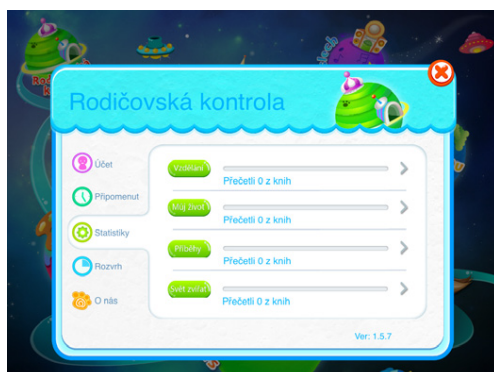 Rodičovská kontrola
Účet
Připomenut
Statistiky
Rozvrh
O nás
Vzdělání
Přečetli 0 z knih
Můj život
Přečetli 0 z knih
Příběhy
Přečetli 0 z knih
Svět zvířat
Přečetli 0 z knih
Ver: 1.5.7